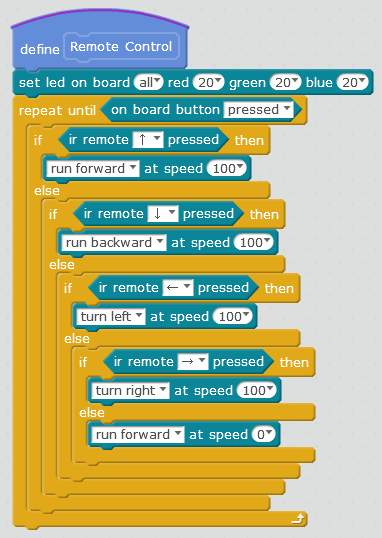 define Remote Control
set led on board all red 20 green 20 blue 20
repeat until on board button pressed
if ir remote ↑ pressed then
run forward at speed 100
else
if ir remote ↓ pressed then
run backward at speed 100
else
if ir remote ← pressed then
turn left at speed 100
else
if ir remote → pressed then
turn right at speed 100
else
run forward at speed 0